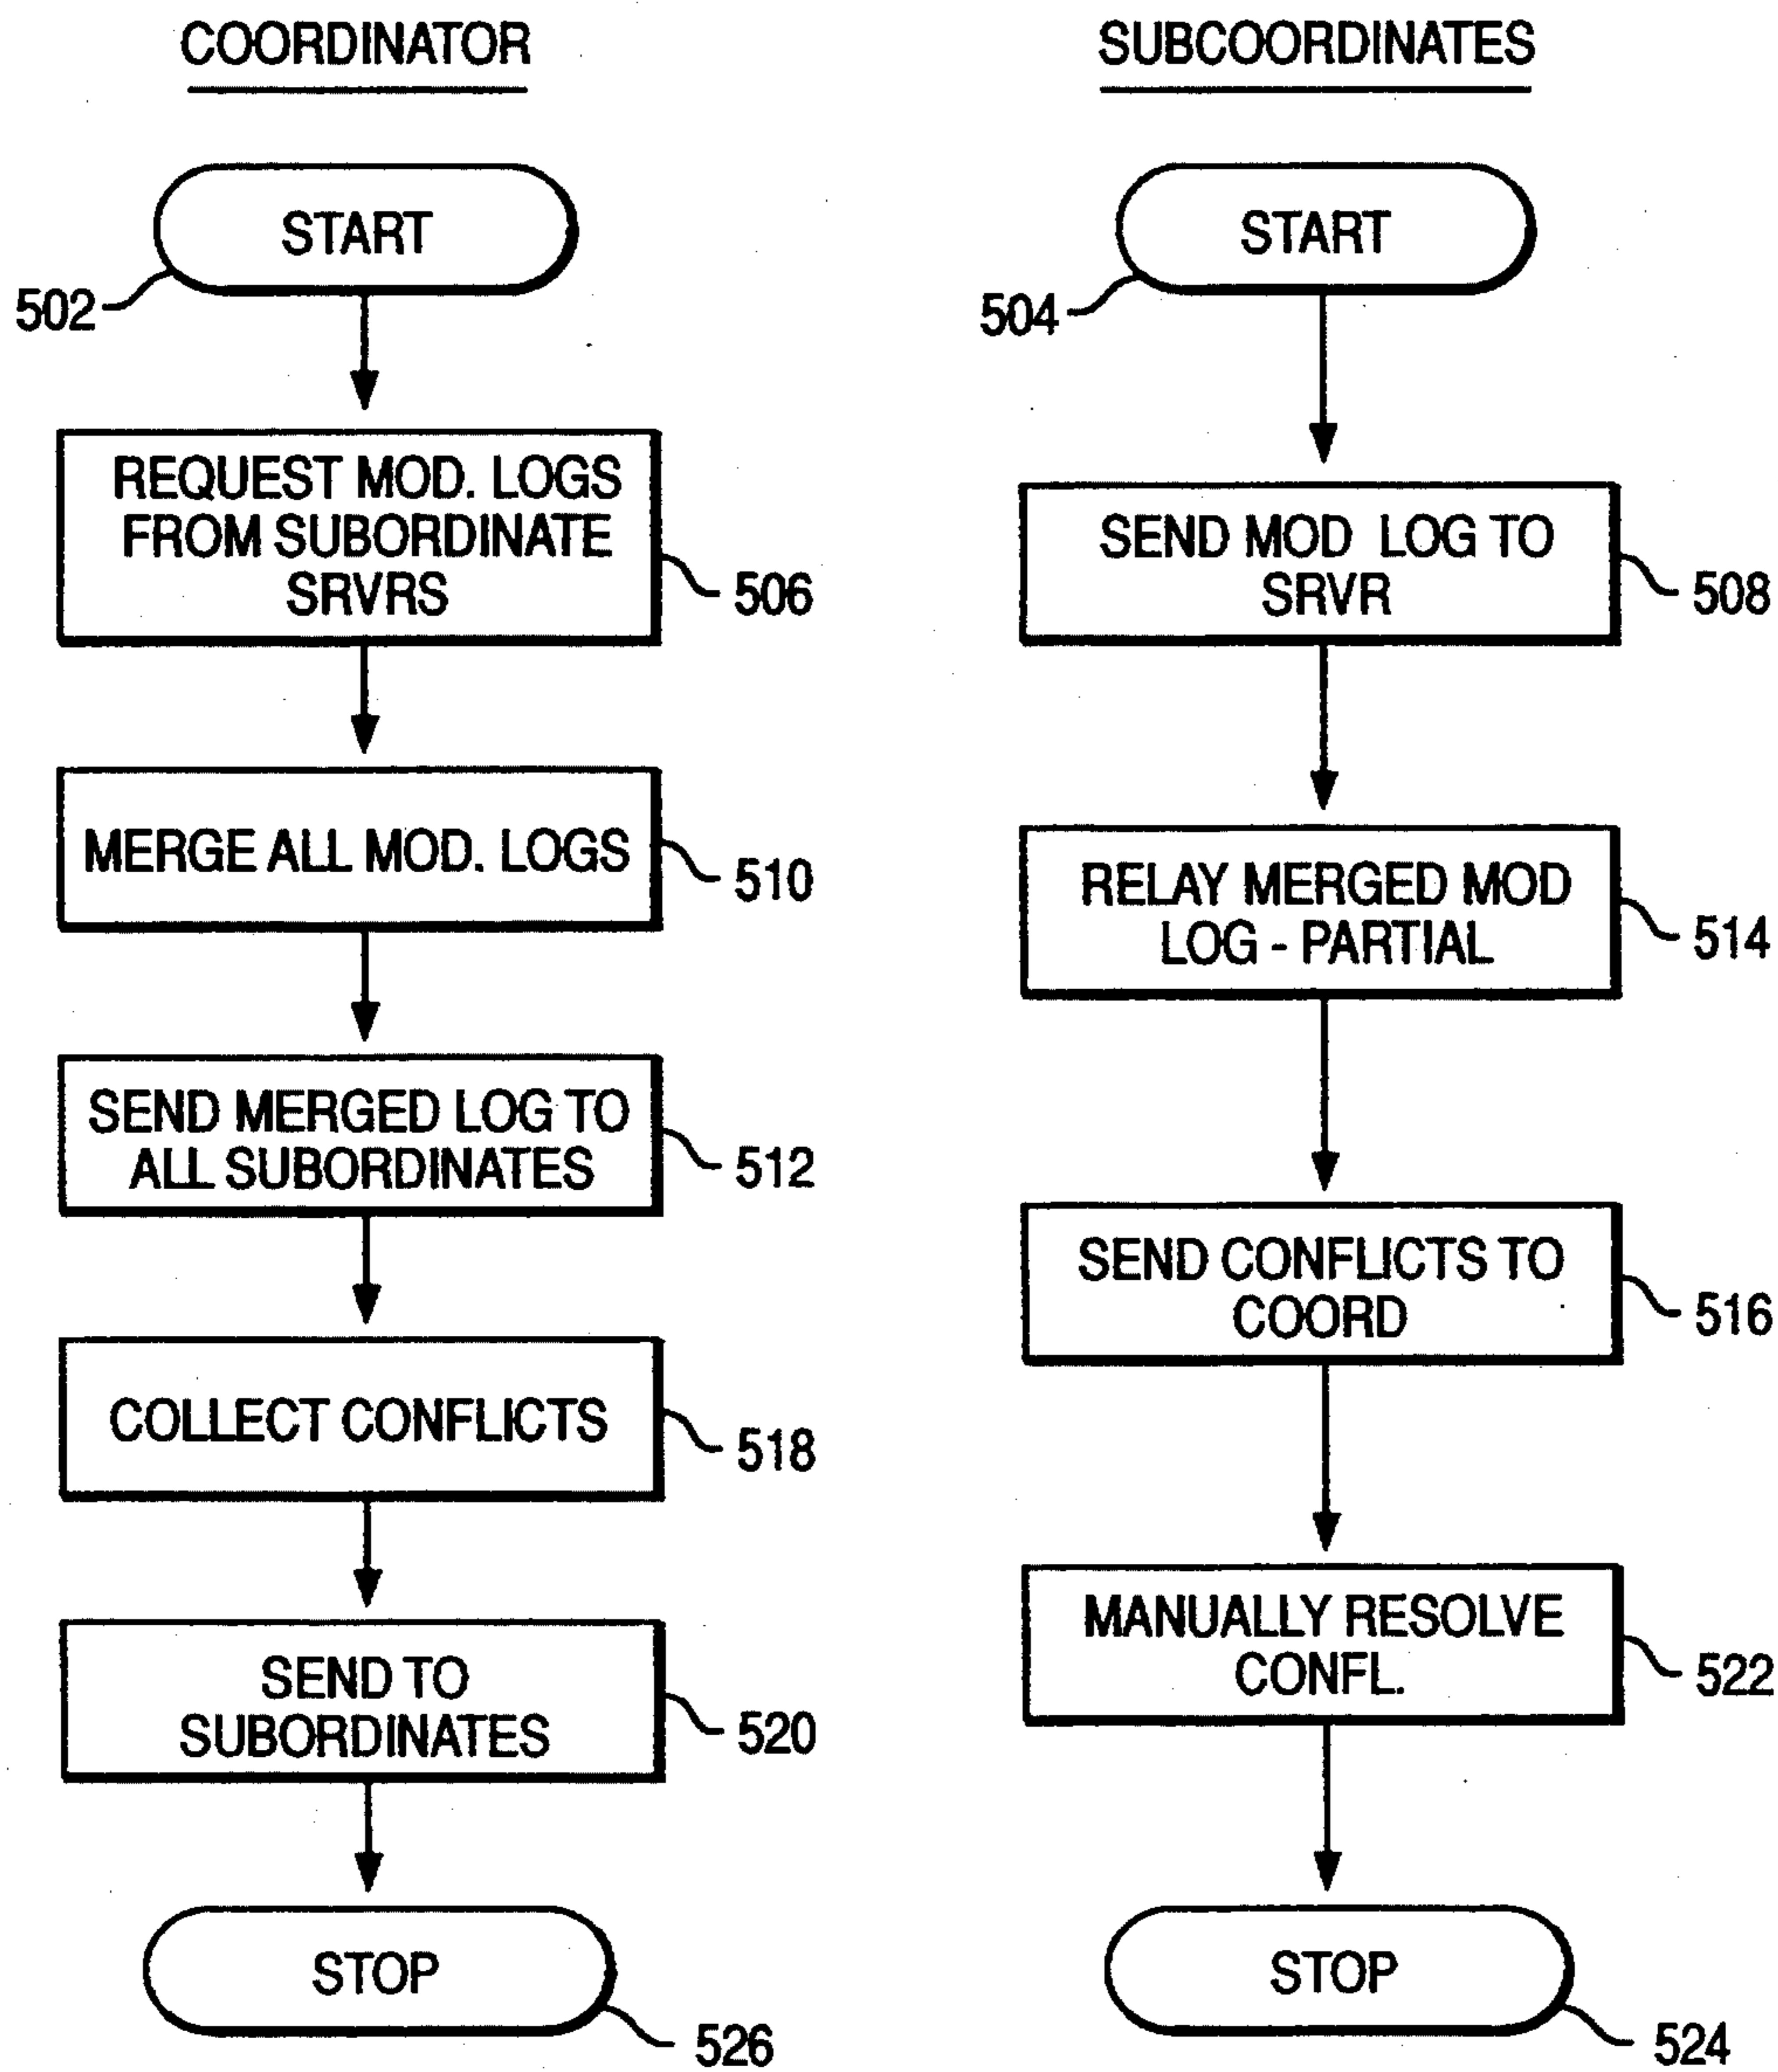 COORDINATOR
START
502
REQUEST MOD. LOGS
FROM SUBORDINATE
SRVRS
506
MERGE ALL MOD. LOGS
510
SEND MERGED LOG TO
ALL SUBORDINATES
512
COLLECT CONFLICTS
518
SEND TO
SUBORDINATES
520
STOP
526
SUBCOORDINATES
START
504
SEND MOD LOG TO
SRVR
508
RELAY MERGED MOD
LOG - PARTIAL
514
SEND CONFLICTS TO
COORD
516
MANUALLY RESOLVE
CONFL.
522
STOP
524